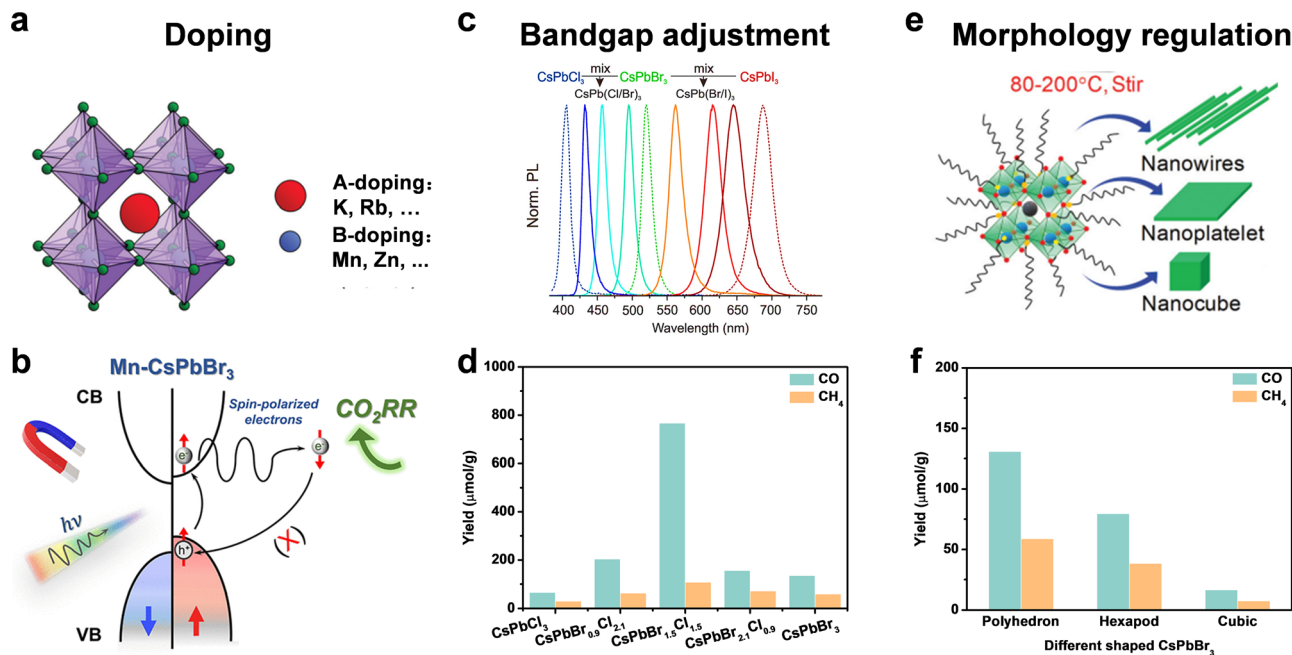 a
Doping
A-doping:
K, Rb, ...
B-doping:
Mn, Zn, ...
b
Mn-CsPbBr₃
CB
Spin-polarized
electrons
CO₂RR
e⁻
e⁻
hν
h⁺
(X)
VB
c
Bandgap adjustment
CsPbCl₃ mix CsPbBr₃ mix CsPbI₃
CsPb(Cl/Br)₃ CsPb(Br/I)₃
Norm. PL
400 450 500 550 600 650 700 750
Wavelength (nm)
d
1000
800
600
400
200
0
Yield (μmol/g)
CO
CH₄
CsPbCl₃
CsPbBr₀.₉Cl₂.₁
CsPbBr₁.₅Cl₁.₅
CsPbBr₂.₁Cl₀.₉
CsPbBr₃
e
Morphology regulation
80-200°C, Stir
Nanowires
Nanoplatelet
Nanocube
f
200
150
100
50
0
Yield (μmol/g)
CO
CH₄
Polyhedron Hexapod Cubic
Different shaped CsPbBr₃